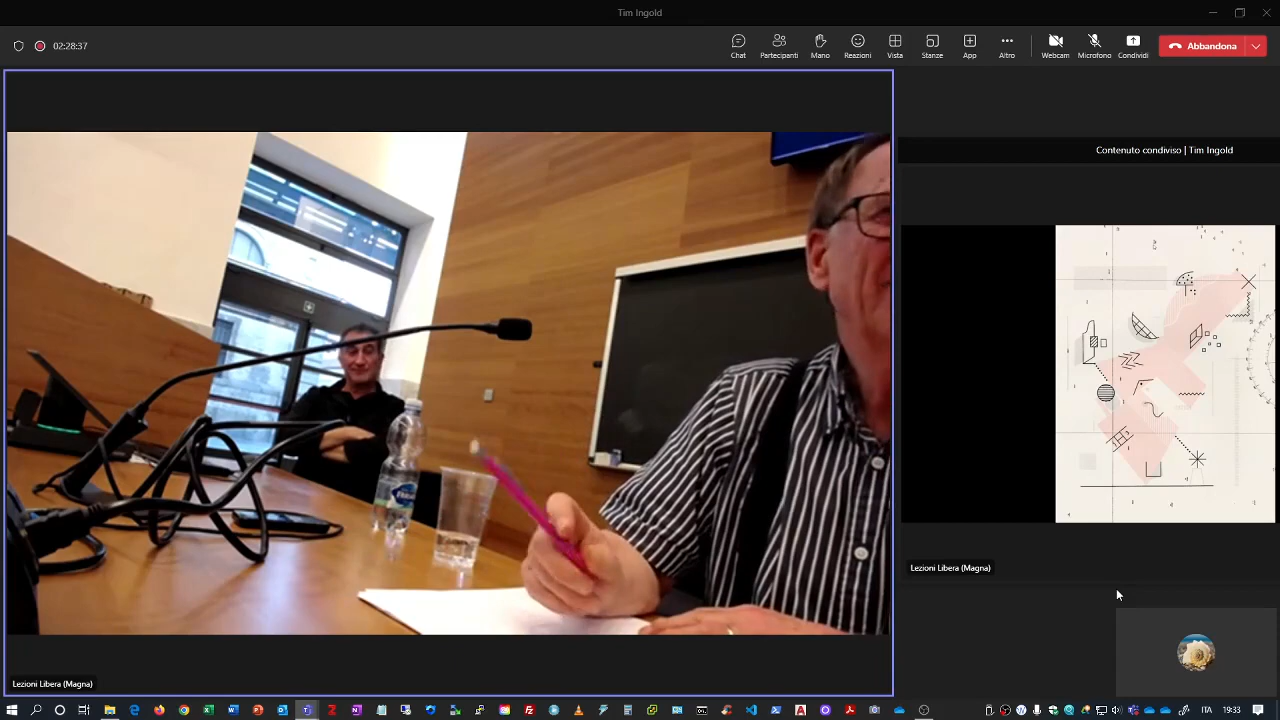 Tim Ingold
02:28:37
Chat
Partecipanti
Mano
Reazioni
Vista
Stanze
App
Altro
Webcam
Microfono
Condividi
Abbandona
Contenuto condiviso | Tim Ingold
Lezioni Libera (Magna)
Lezioni Libera (Magna)
ITA
19:33